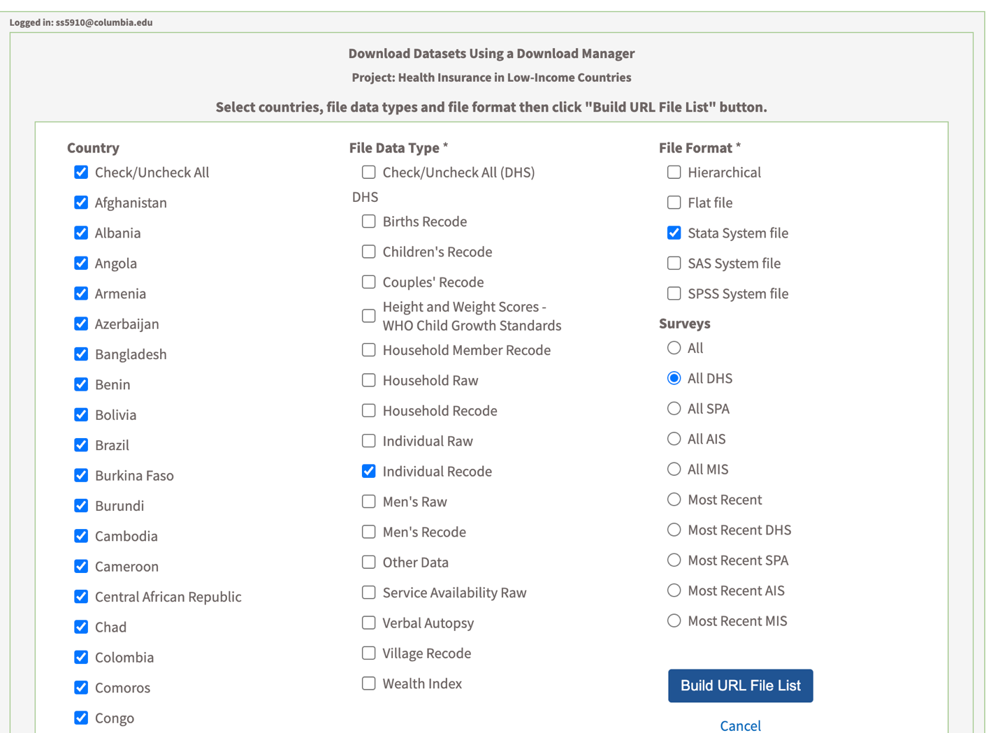 Logged in: ss5910@columbia.edu
Download Datasets Using a Download Manager
Project: Health Insurance in Low-Income Countries
Select countries, file data types and file format then click "Build URL File List" button.
Country
Check/Uncheck All
Afghanistan
Albania
Angola
Armenia
Azerbaijan
Bangladesh
Benin
Bolivia
Brazil
Burkina Faso
Burundi
Cambodia
Cameroon
Central African Republic
Chad
Colombia
Comoros
Congo
File Data Type *
Check/Uncheck All (DHS)
DHS
Births Recode
Children's Recode
Couples' Recode
Height and Weight Scores -
WHO Child Growth Standards
Household Member Recode
Household Raw
Household Recode
Individual Raw
Individual Recode
Men's Raw
Men's Recode
Other Data
Service Availability Raw
Verbal Autopsy
Village Recode
Wealth Index
File Format *
Hierarchical
Flat file
Stata System file
SAS System file
SPSS System file
Surveys
All
All DHS
All SPA
All AIS
All MIS
Most Recent
Most Recent DHS
Most Recent SPA
Most Recent AIS
Most Recent MIS
Build URL File List
Cancel